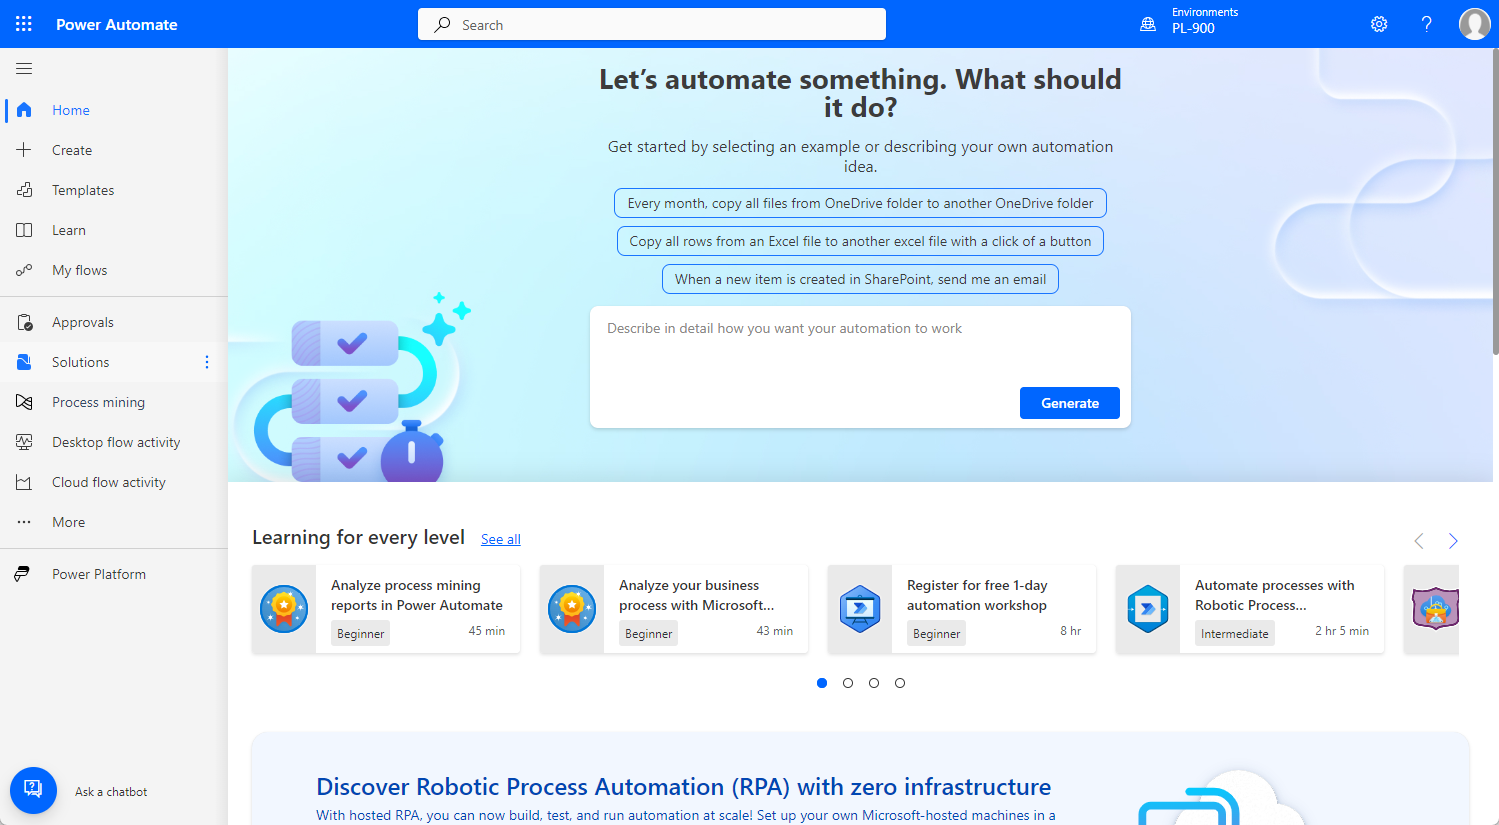 Power Automate
Search
Environments
PL-900
Home
Create
Templates
Learn
My flows
Approvals
Solutions
Process mining
Desktop flow activity
Cloud flow activity
More
Power Platform
Ask a chatbot
Let’s automate something. What should
it do?
Get started by selecting an example or describing your own automation
idea.
Every month, copy all files from OneDrive folder to another OneDrive folder
Copy all rows from an Excel file to another excel file with a click of a button
When a new item is created in SharePoint, send me an email
Describe in detail how you want your automation to work
Generate
Learning for every level See all
Analyze process mining
reports in Power Automate
Beginner 45 min
Analyze your business
process with Microsoft...
Beginner 43 min
Register for free 1-day
automation workshop
Beginner 8 hr
Automate processes with
Robotic Process...
Intermediate 2 hr 5 min
Discover Robotic Process Automation (RPA) with zero infrastructure
With hosted RPA, you can now build, test, and run automation at scale! Set up your own Microsoft-hosted machines in a